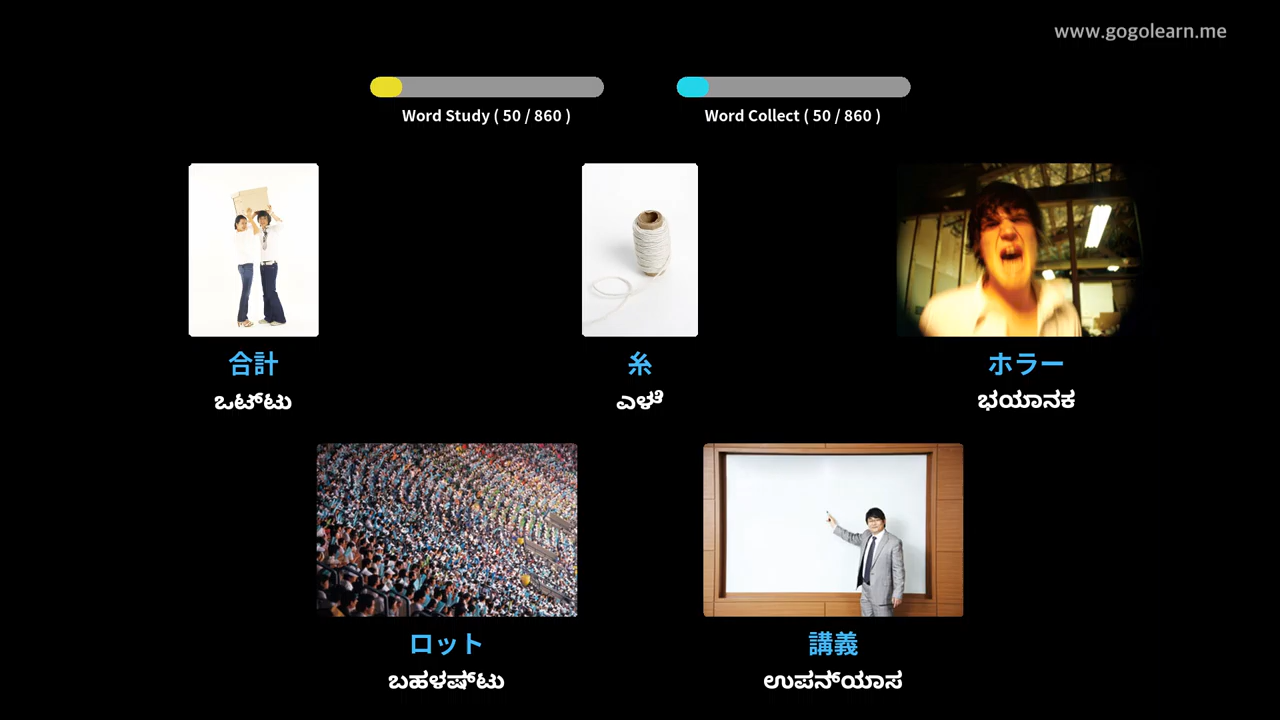 www.gogolearn.me
Word Study ( 50 / 860 )
Word Collect ( 50 / 860 )
合計
ಒಟ್ಟು
糸
ಎಳೆ
ホラー
ಭಯಾನಕ
ロット
ಬಹಳಷ್ಟು
講義
ಉಪನ್ಯಾಸ